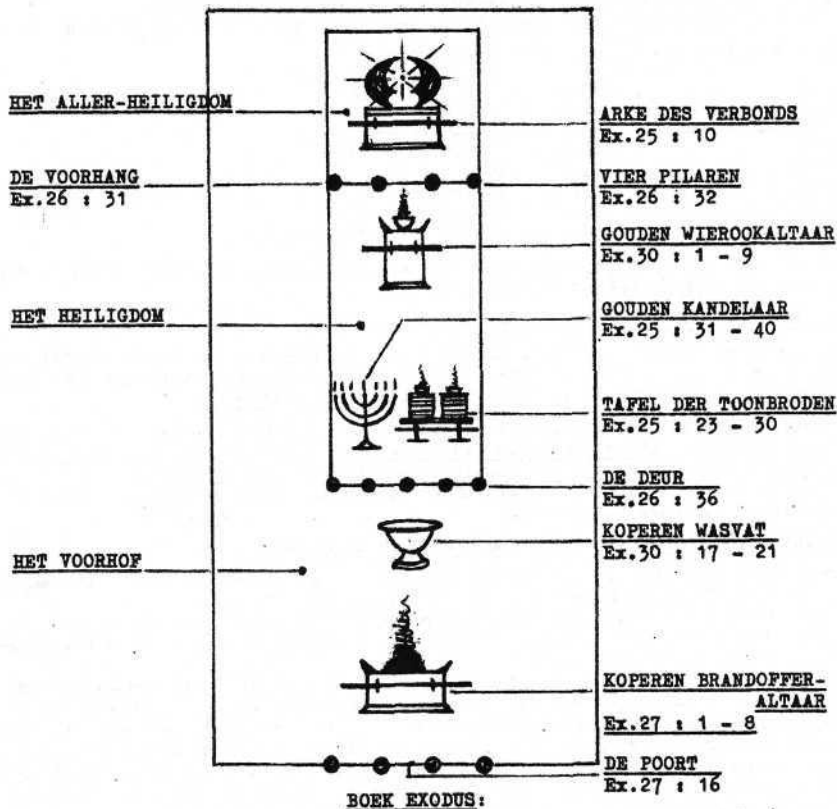 HET ALLER-HEILIGDOM
ARKE DES VERBONDS
Ex.25 : 10
DE VOORHANG
Ex.26 : 31
VIER PILAREN
Ex.26 : 32
GOUDEN WIEROOKALTAAR
Ex.30 : 1 - 9
HET HEILIGDOM
GOUDEN KANDELAAR
Ex.25 : 31 - 40
TAFEL DER TOONBRODEN
Ex.25 : 23 - 30
DE DEUR
Ex.26 : 36
KOPEREN WASVAT
Ex.30 : 17 - 21
HET VOORHOF
KOPEREN BRANDOFFER-
ALTAAR
Ex.27 : 1 - 8
DE POORT
Ex.27 : 16
BOEK EXODUS: